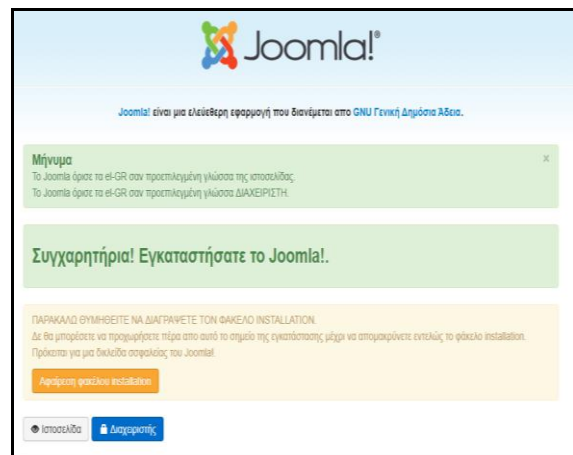 Joomla!®
Joomla! είναι μια ελεύθερη εφαρμογή που διανέμεται απο GNU Γενική Δημόσια Άδεια.
Μήνυμα
x
Το Joomla όρισε τα el-GR σαν προεπιλεγμένη γλώσσα της ιστοσελίδας.
Το Joomla όρισε τα el-GR σαν προεπιλεγμένη γλώσσα ΔΙΑΧΕΙΡΙΣΤΗ.
Συγχαρητήρια! Εγκαταστήσατε το Joomla!.
ΠΑΡΑΚΑΛΩ ΘΥΜΗΘΕΙΤΕ ΝΑ ΔΙΑΓΡΑΨΕΤΕ ΤΟΝ ΦΑΚΕΛΟ INSTALLATION.
Δε θα μπορέσετε να προχωρήσετε πέρα απο αυτό το σημείο της εγκατάστασης μέχρι να απομακρύνετε εντελώς το φάκελο installation.
Πρόκειται για μια δικλείδα ασφαλείας του Joomla!.
Αφαίρεση φακέλου installation
Ιστοσελίδα
Διαχειριστής